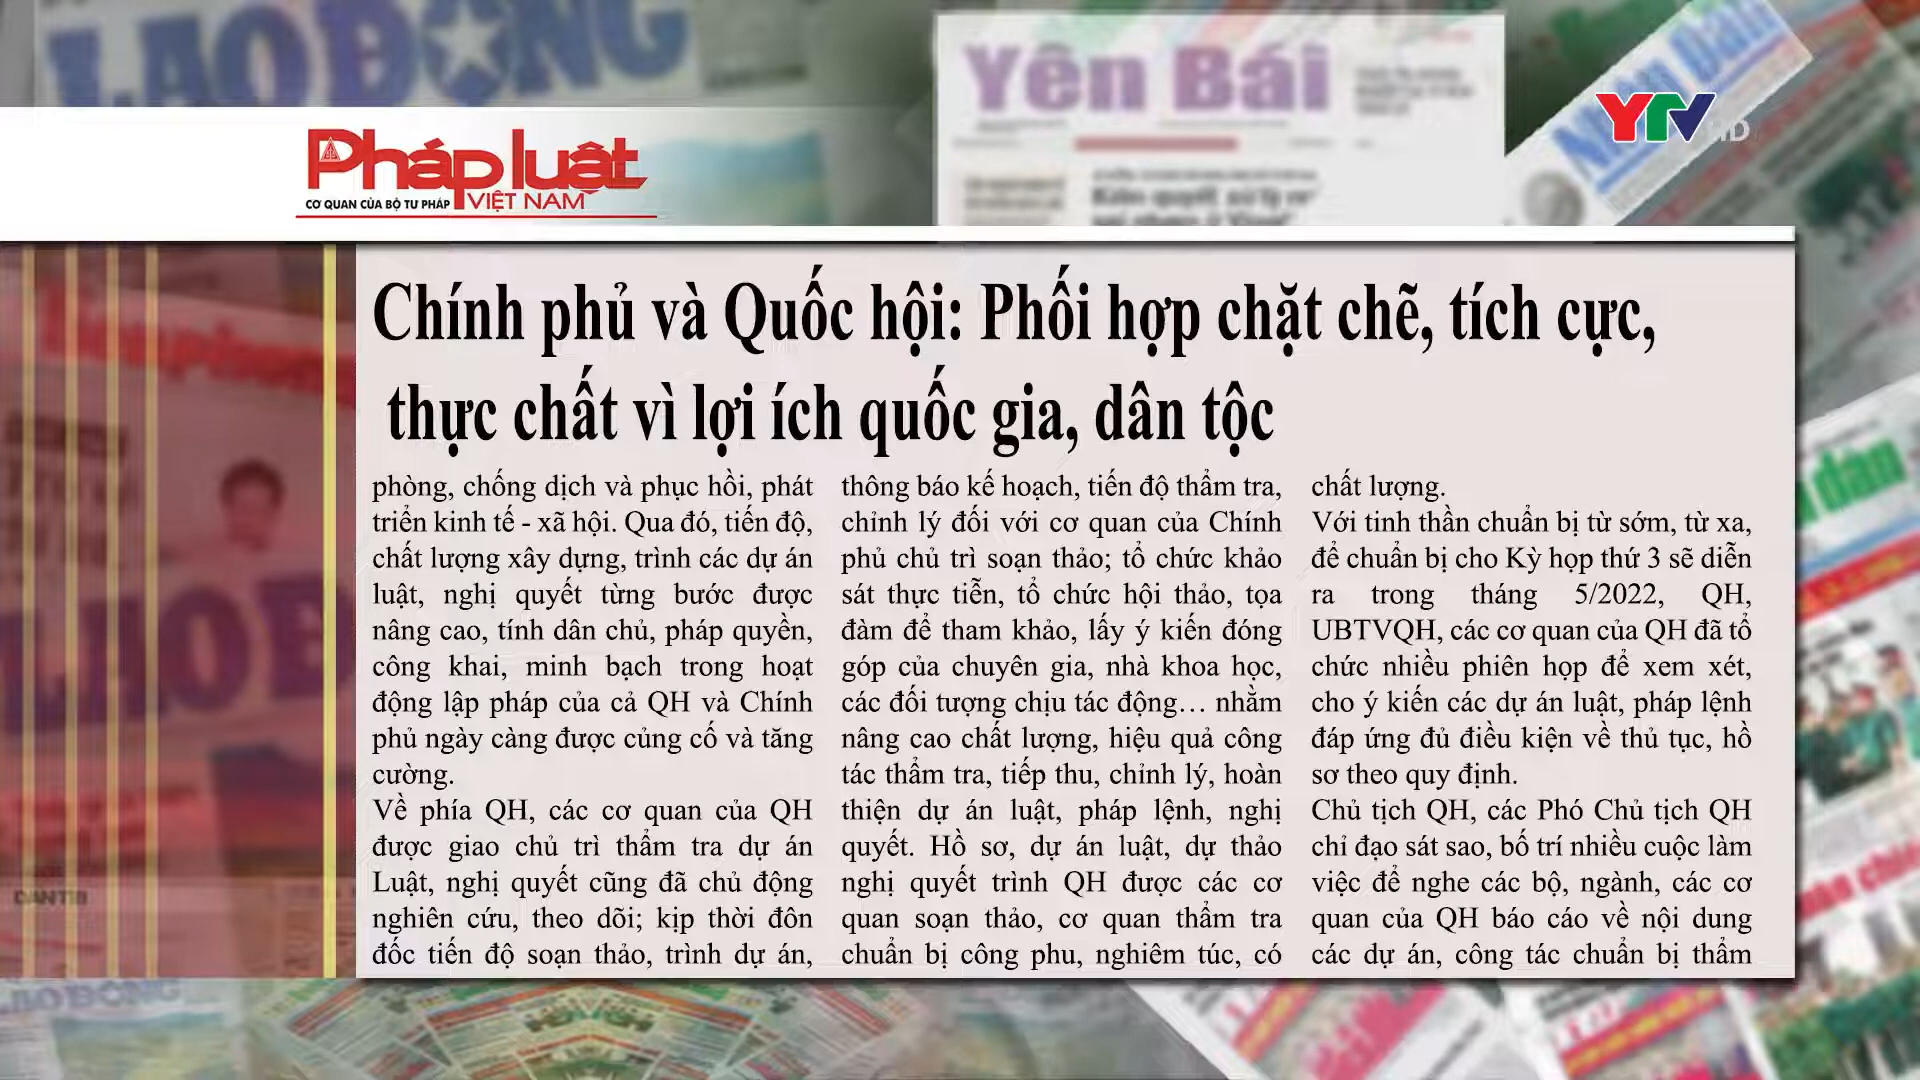 LAO ĐỘNG
Yên Bái
Nhân Dân
YTV HD
Pháp luật
VIỆT NAM
CƠ QUAN CỦA BỘ TƯ PHÁP
Chính phủ và Quốc hội: Phối hợp chặt chẽ, tích cực,
thực chất vì lợi ích quốc gia, dân tộc
phòng, chống dịch và phục hồi, phát
triển kinh tế - xã hội. Qua đó, tiến độ,
chất lượng xây dựng, trình các dự án
luật, nghị quyết từng bước được
nâng cao, tính dân chủ, pháp quyền,
công khai, minh bạch trong hoạt
động lập pháp của cả QH và Chính
phủ ngày càng được củng cố và tăng
cường.
Về phía QH, các cơ quan của QH
được giao chủ trì thẩm tra dự án
Luật, nghị quyết cũng đã chủ động
nghiên cứu, theo dõi; kịp thời đôn
đốc tiến độ soạn thảo, trình dự án,
thông báo kế hoạch, tiến độ thẩm tra,
chỉnh lý đối với cơ quan của Chính
phủ chủ trì soạn thảo; tổ chức khảo
sát thực tiễn, tổ chức hội thảo, tọa
đàm để tham khảo, lấy ý kiến đóng
góp của chuyên gia, nhà khoa học,
các đối tượng chịu tác động… nhằm
nâng cao chất lượng, hiệu quả công
tác thẩm tra, tiếp thu, chỉnh lý, hoàn
thiện dự án luật, pháp lệnh, nghị
quyết. Hồ sơ, dự án luật, dự thảo
nghị quyết trình QH được các cơ
quan soạn thảo, cơ quan thẩm tra
chuẩn bị công phu, nghiêm túc, có
chất lượng.
Với tinh thần chuẩn bị từ sớm, từ xa,
để chuẩn bị cho Kỳ họp thứ 3 sẽ diễn
ra trong tháng 5/2022, QH,
UBTVQH, các cơ quan của QH đã tổ
chức nhiều phiên họp để xem xét,
cho ý kiến các dự án luật, pháp lệnh
đáp ứng đủ điều kiện về thủ tục, hồ
sơ theo quy định.
Chủ tịch QH, các Phó Chủ tịch QH
chỉ đạo sát sao, bố trí nhiều cuộc làm
việc để nghe các bộ, ngành, các cơ
quan của QH báo cáo về nội dung
các dự án, công tác chuẩn bị thẩm
LAO ĐỘNG
LAO ĐỘNG